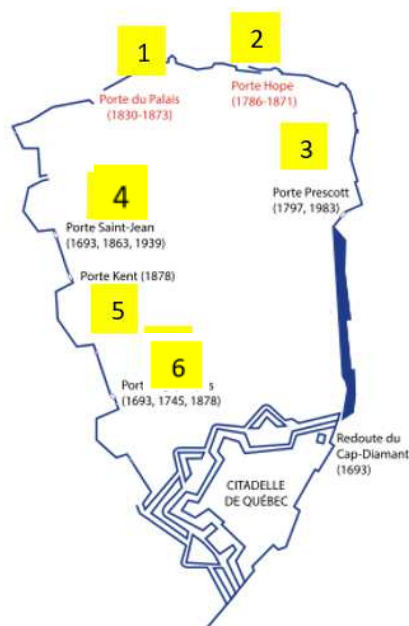 1
2
Porte du Palais
(1830-1873)
Porte Hope
(1786-1871)
3
Porte Prescott
(1797, 1983)
4
Porte Saint-Jean
(1693, 1863, 1939)
Porte Kent (1878)
5
6
(1693, 1745, 1878)
Redoute du
Cap-Diamant
(1693)
CITADELLE
DE QUÉBEC